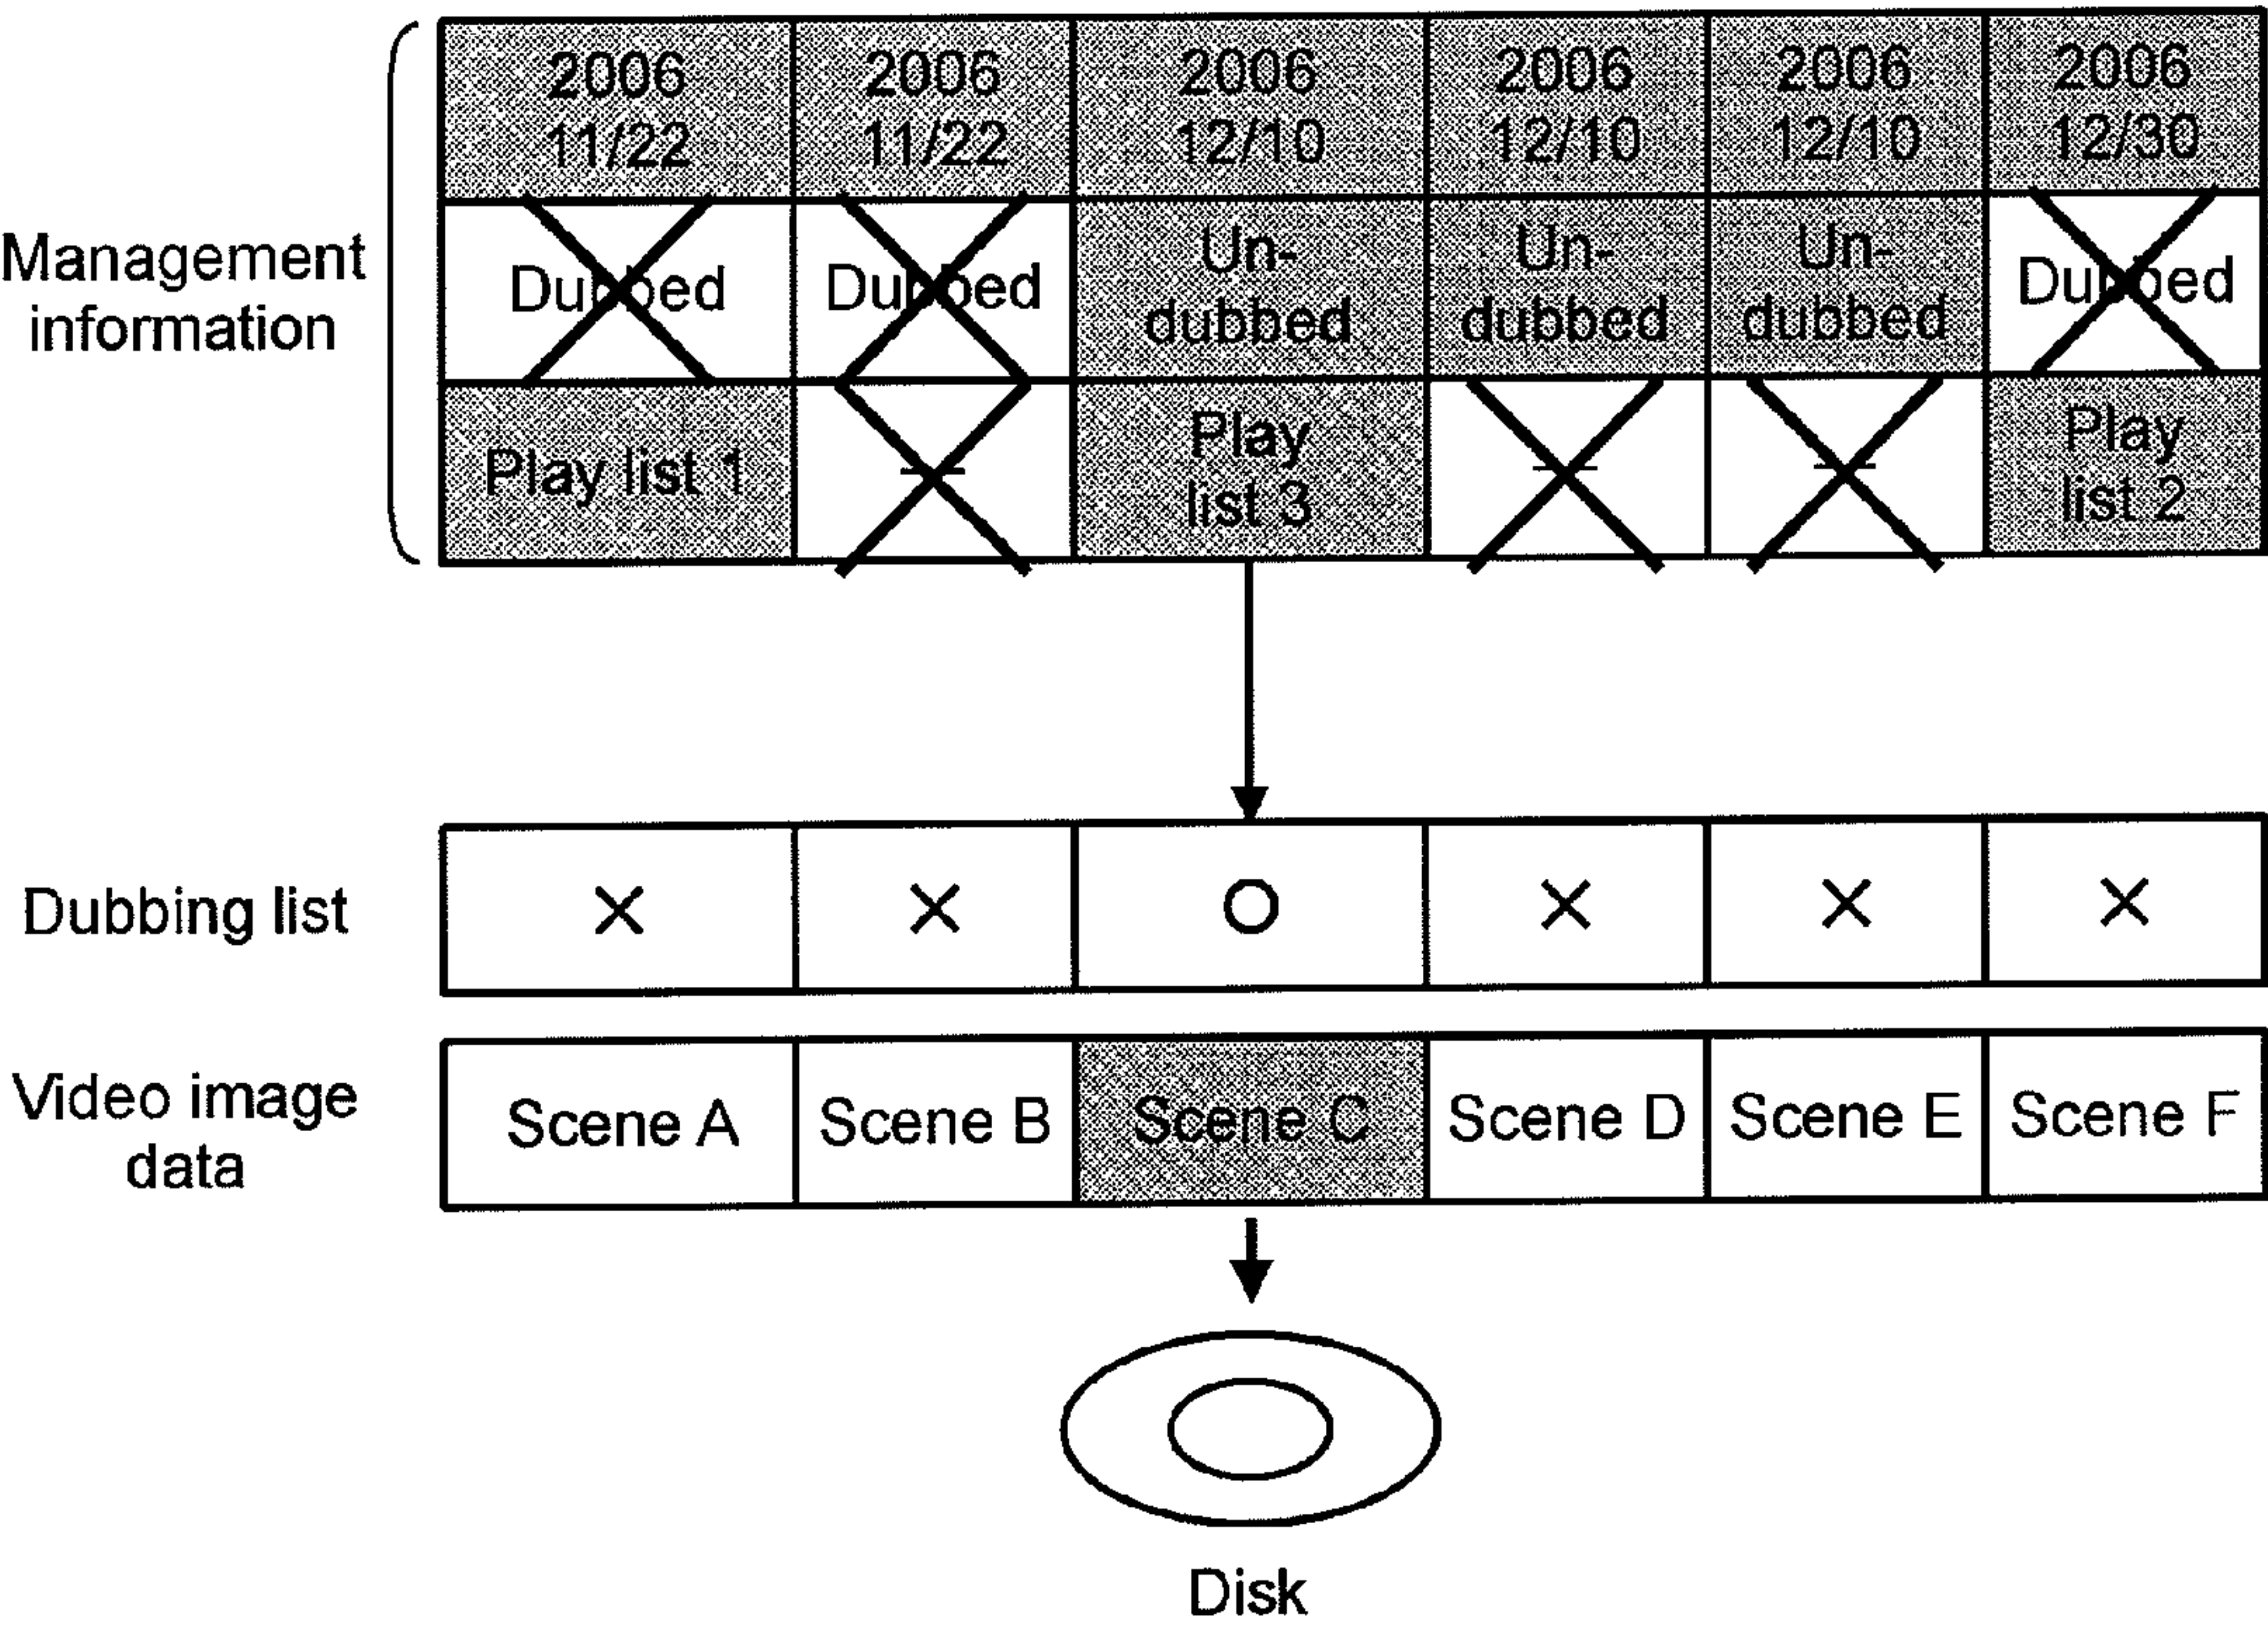 2006 2006 2006 2006 2006 2006
11/22 11/22 12/10 12/10 12/10 12/30
Management
information
Dubbed Dubbed Un- Un- Un- Dubbed
dubbed dubbed dubbed
Play list 1 – Play – – Play
list 3 list 2
Dubbing list × × ○ × × ×
Video image
data
Scene A Scene B Scene C Scene D Scene E Scene F
Disk